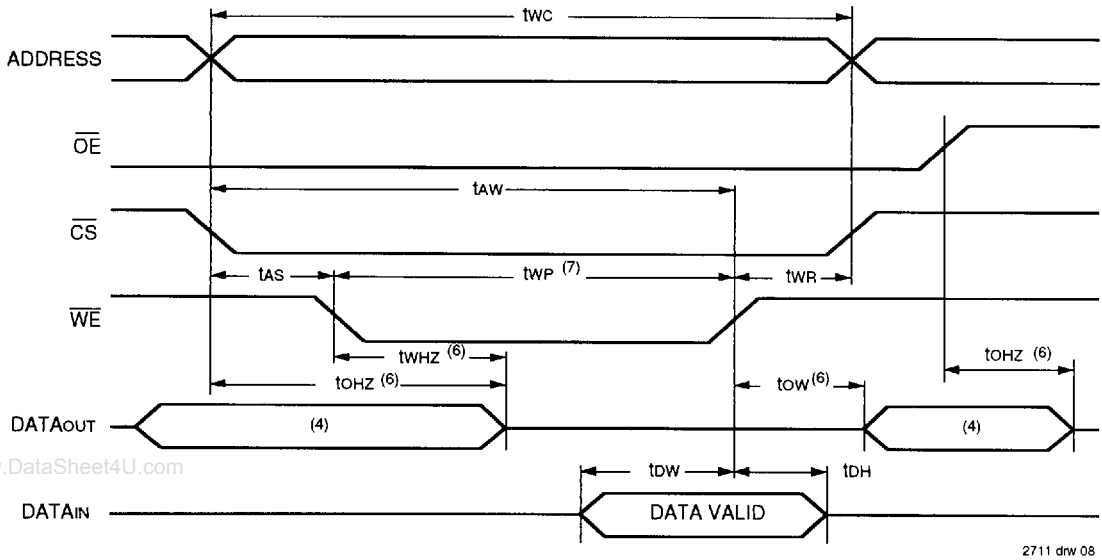 tWC
ADDRESS
OE
tAW
CS
tAS
tWP (7)
tWR
WE
tWHZ (6)
tOHZ (6)
tOHZ (6)
tOW (6)
DATAOUT
(4)
(4)
w.DataSheet4U.com
tDW
tDH
DATAIN
DATA VALID
2711 drw 08